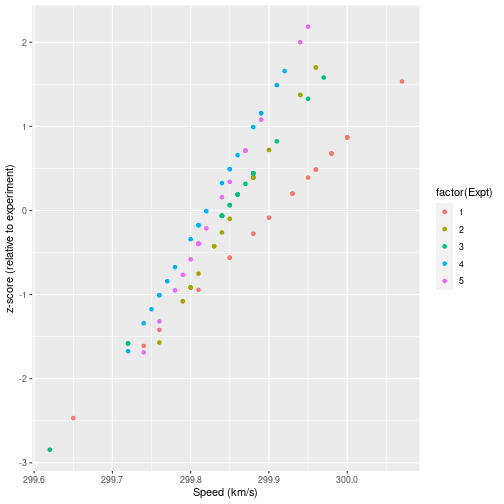 2
1
0
-1
-2
-3
z-score (relative to experiment)
299.6 299.7 299.8 299.9 300.0
Speed (km/s)
factor(Expt)
1
2
3
4
5